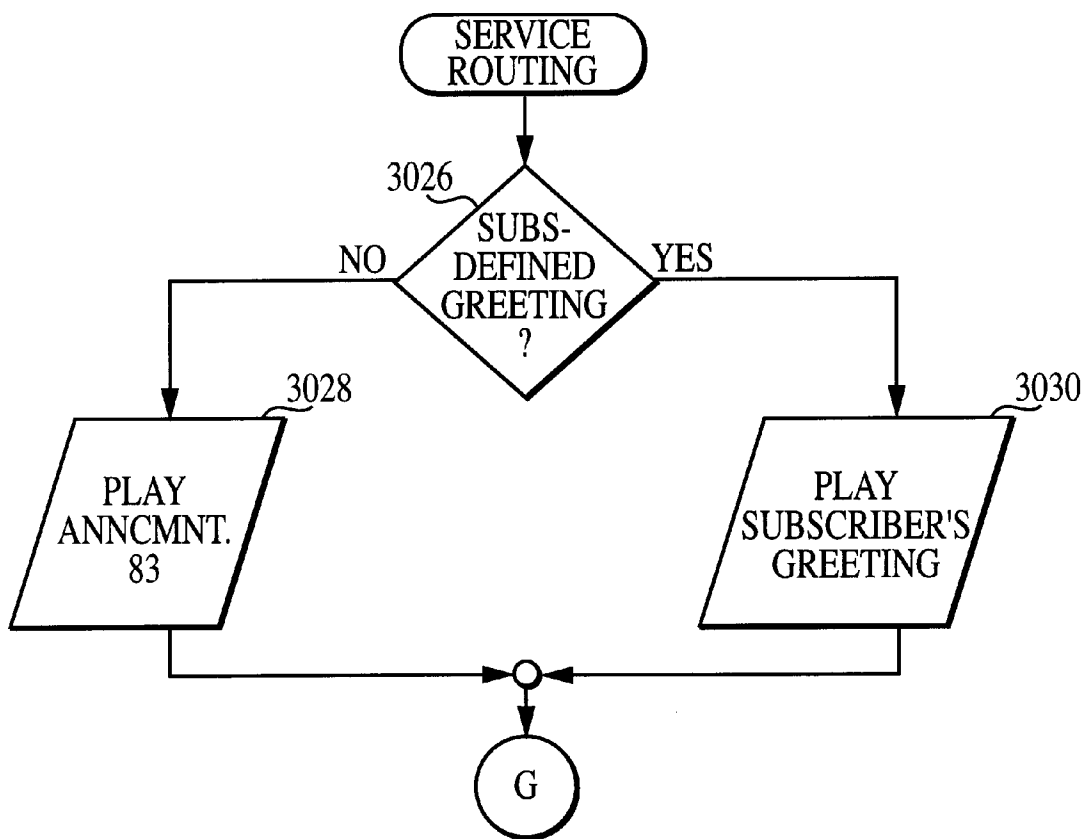 SERVICE
ROUTING
3026
SUBS-
DEFINED
GREETING
?
NO
YES
3028
PLAY
ANNCMNT.
83
3030
PLAY
SUBSCRIBER'S
GREETING
G